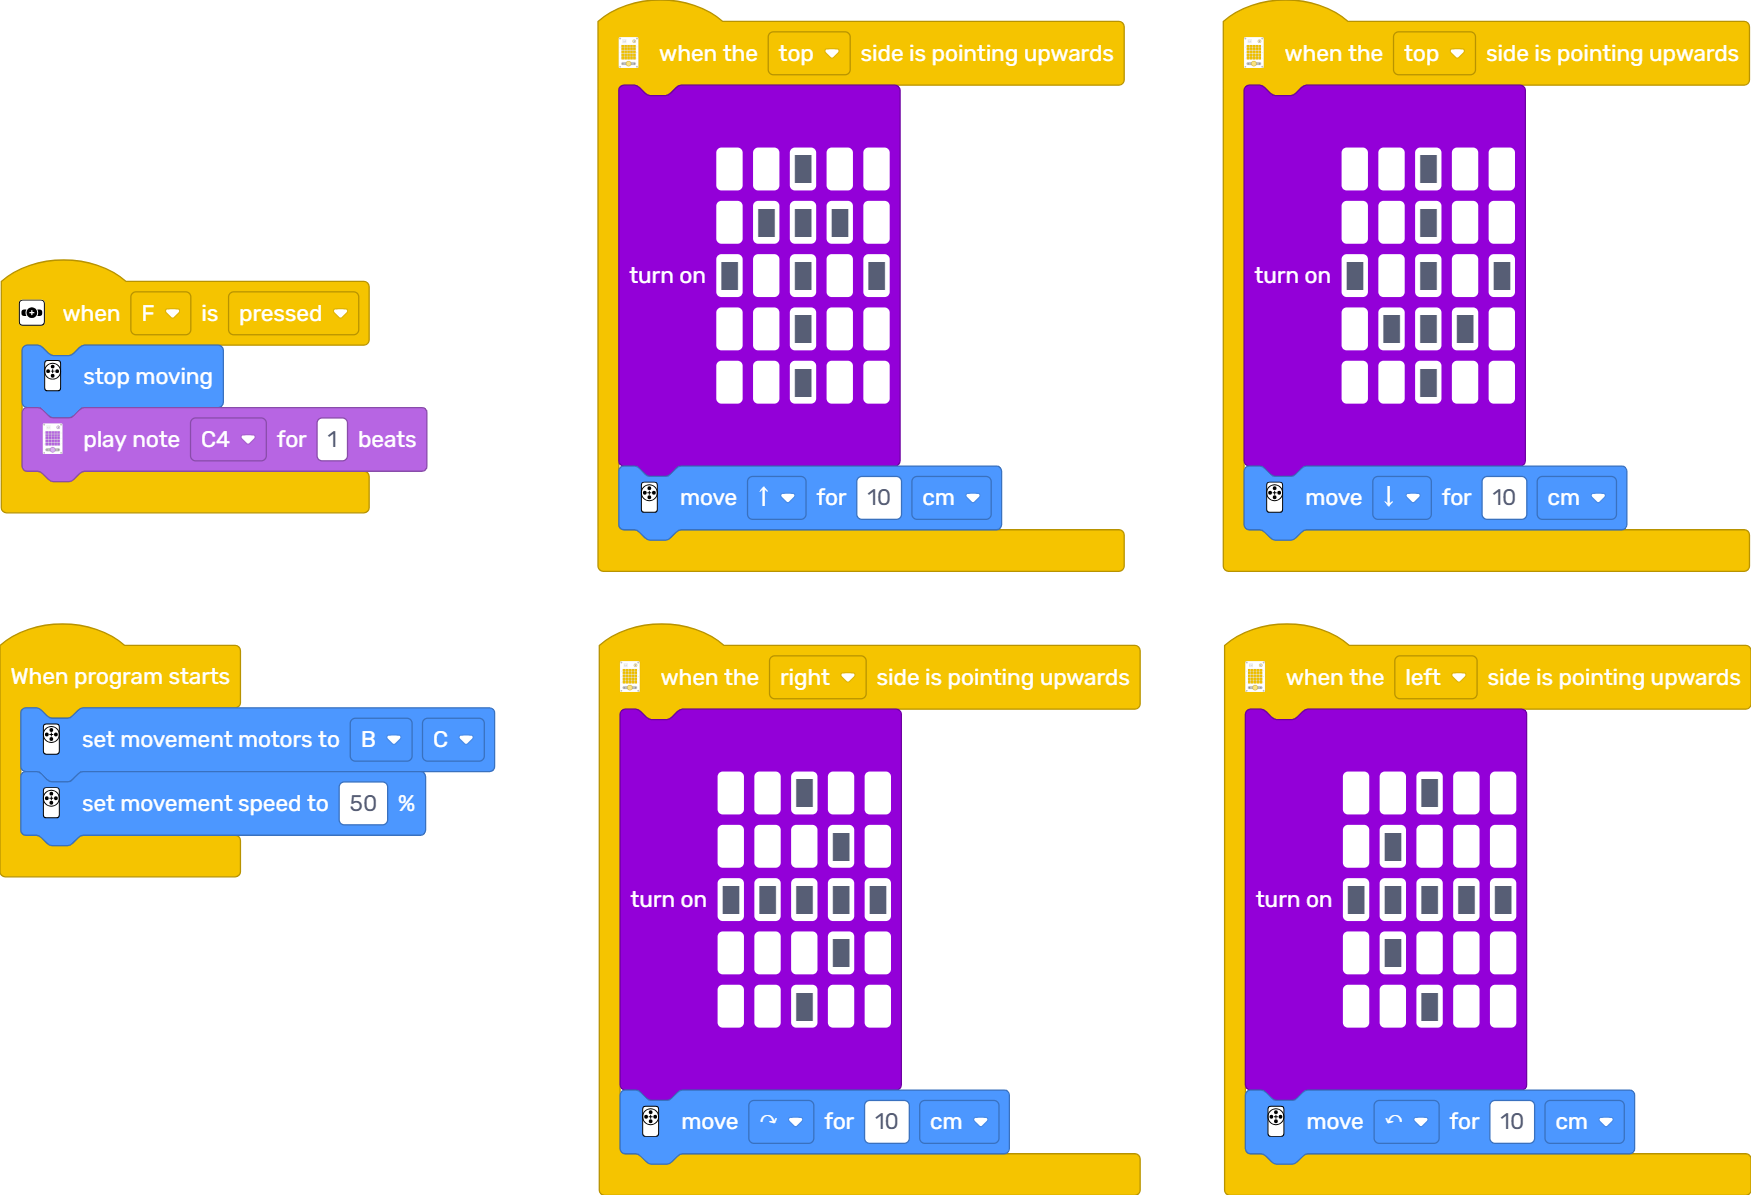 when F is pressed
stop moving
play note C4 for 1 beats
When program starts
set movement motors to B C
set movement speed to 50 %
when the top side is pointing upwards
turn on
move ↑ for 10 cm
when the right side is pointing upwards
turn on
move ↷ for 10 cm
when the top side is pointing upwards
turn on
move ↓ for 10 cm
when the left side is pointing upwards
turn on
move ↶ for 10 cm